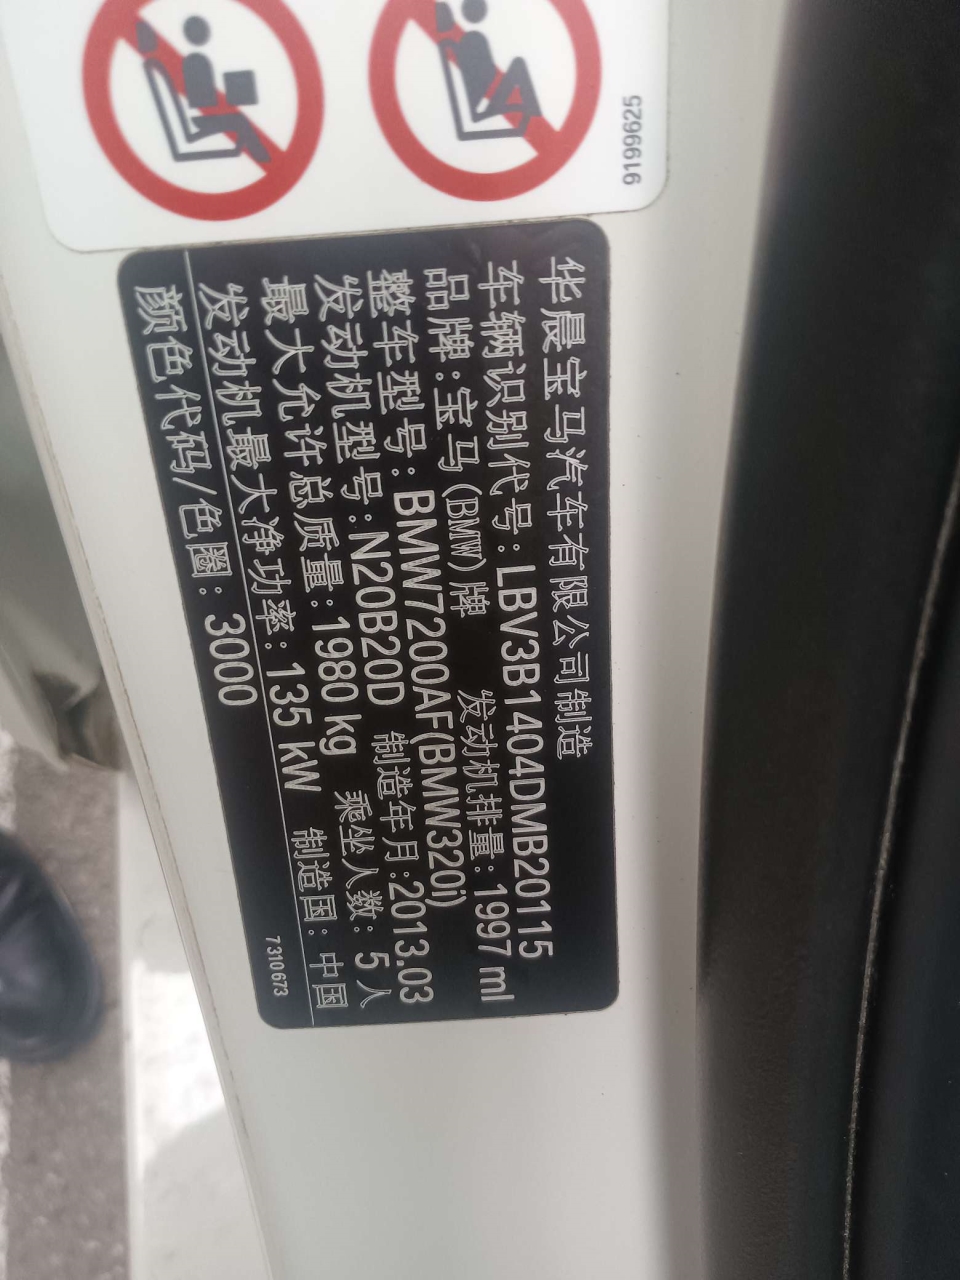 9199625
华晨宝马汽车有限公司制造
车辆识别代号:LBV3B1404DMB20115
品牌:宝马(BMW)牌 发动机排量:1997 ml
整车型号:BMW7200AF(BMW320i)
发动机型号:N20B20D 制造年月:2013.03
最大允许总质量:1980 kg 乘坐人数:5人
发动机最大净功率:135 kW 制造国:中国
颜色代码/色圈:3000 7310673